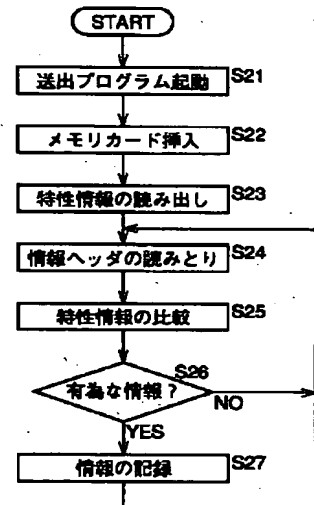 START
送出プログラム起動 S21
メモリカード挿入 S22
特性情報の読み出し S23
情報ヘッダの読みとり S24
特性情報の比較 S25
有為な情報? S26
NO
YES
情報の記録 S27